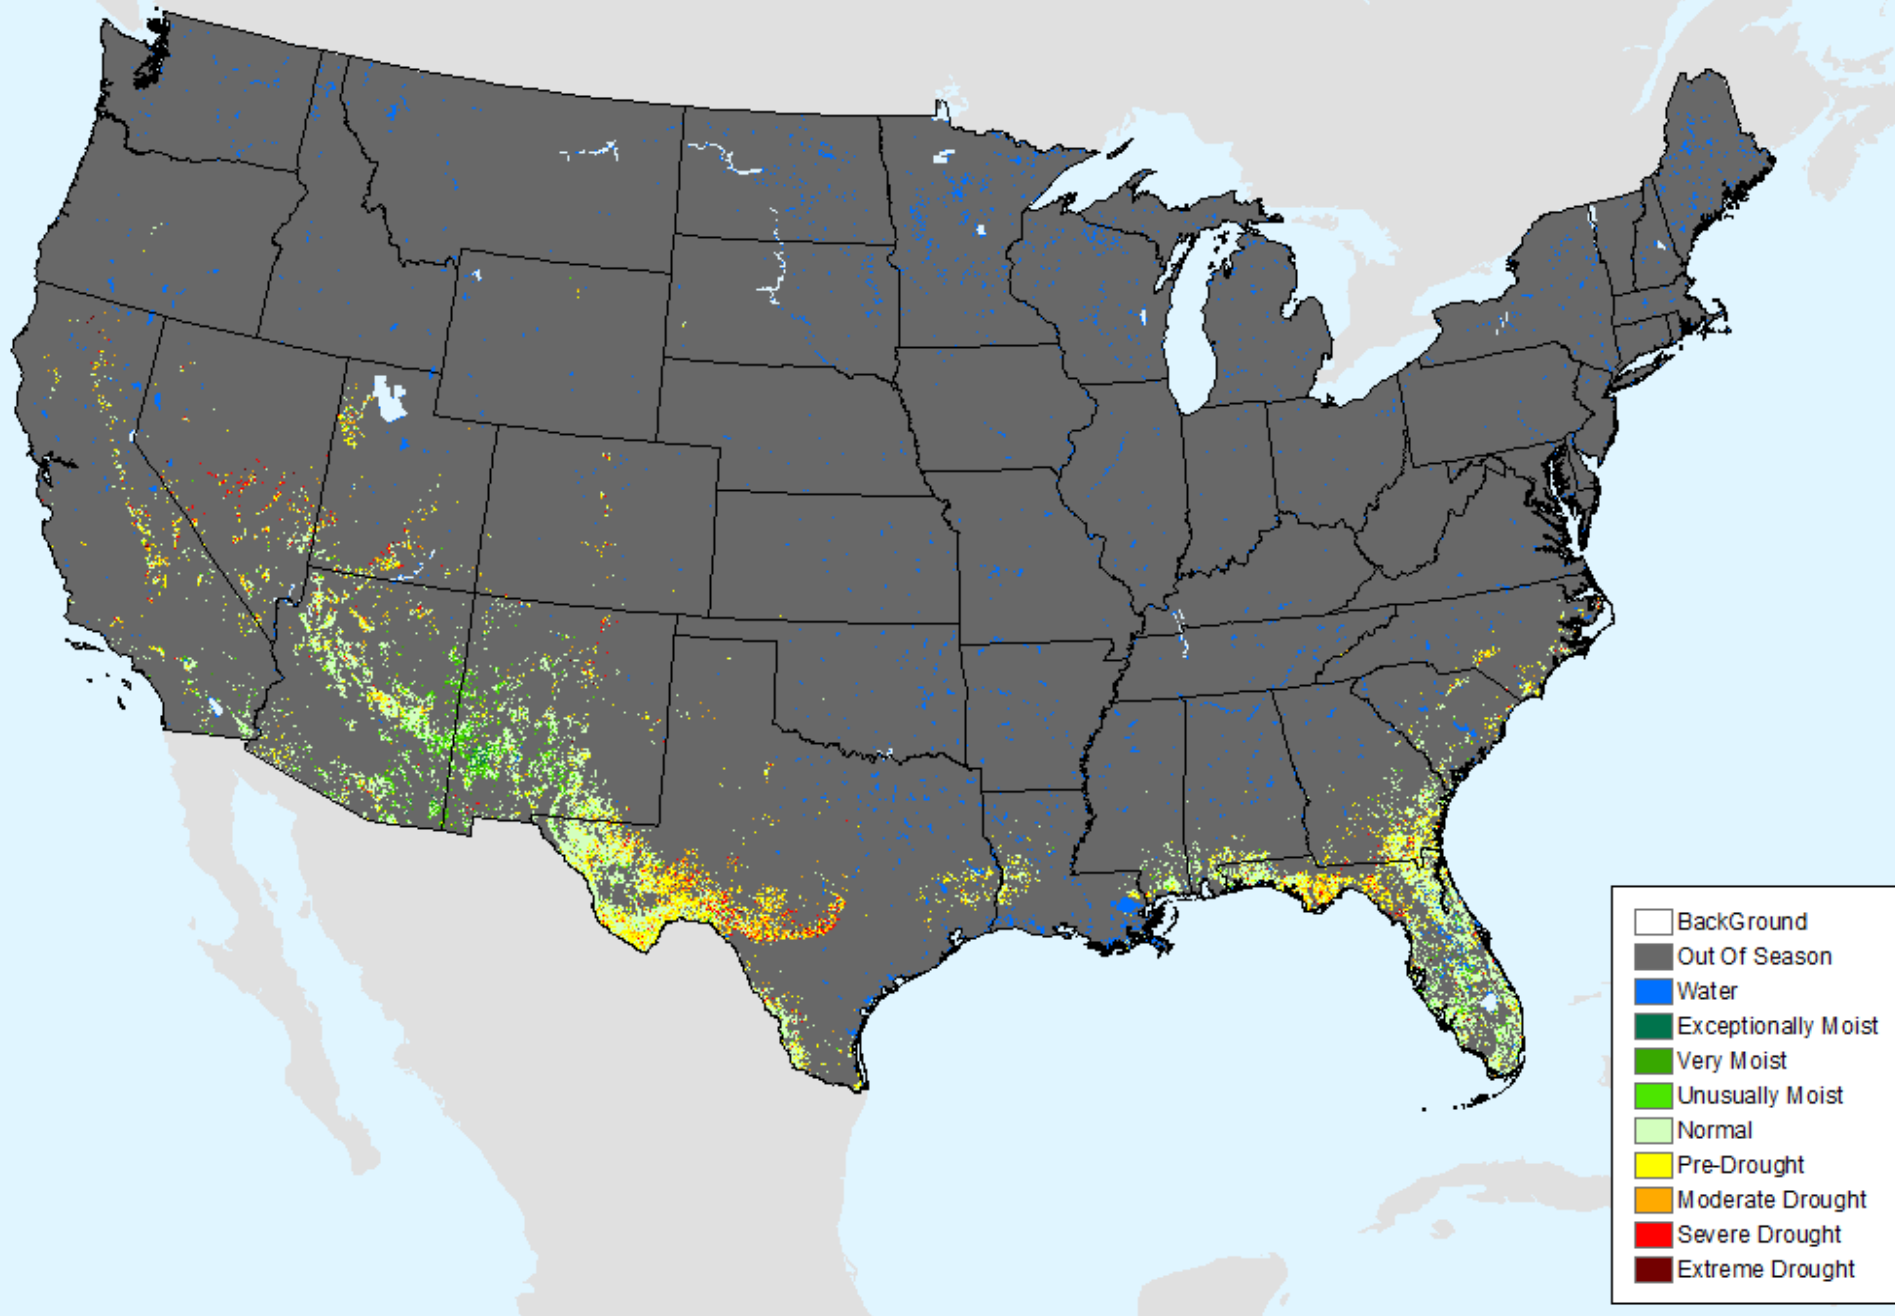 BackGround
Out Of Season
Water
Exceptionally Moist
Very Moist
Unusually Moist
Normal
Pre-Drought
Moderate Drought
Severe Drought
Extreme Drought